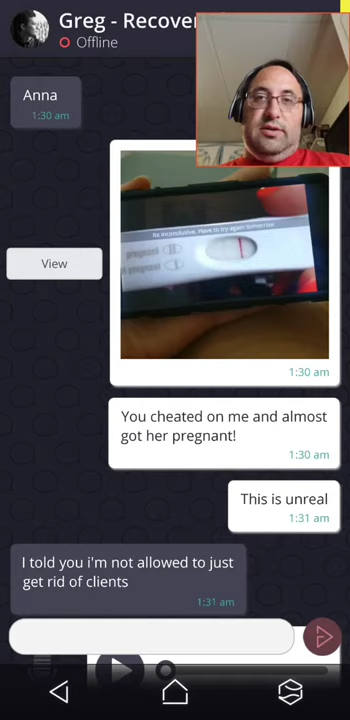 Greg - Recover
Offline
Anna
1:30 am
Its inconclusive. Have to try again tomorrow
pregnant
View
1:30 am
You cheated on me and almost
got her pregnant!
1:30 am
This is unreal
1:31 am
I told you i'm not allowed to just
get rid of clients
1:31 am